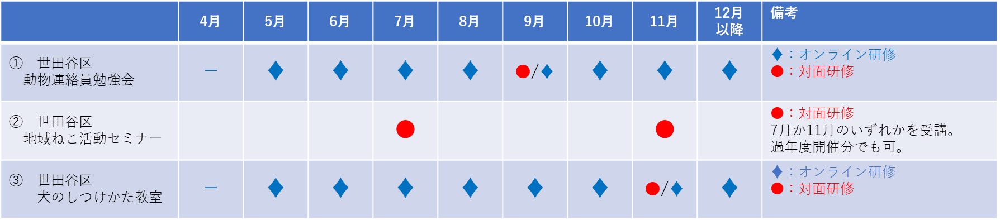 4月 5月 6月 7月 8月 9月 10月 11月 12月以降 備考
① 世田谷区
動物連絡員勉強会
－ ♦ ♦ ♦ ♦ ●/♦ ♦ ♦ ♦
♦：オンライン研修
●：対面研修
② 世田谷区
地域ねこ活動セミナー
● ●
●：対面研修
7月か11月のいずれかを受講。
過年度開催分でも可。
③ 世田谷区
犬のしつけかた教室
－ ♦ ♦ ♦ ♦ ♦ ♦ ●/♦ ♦
♦：オンライン研修
●：対面研修